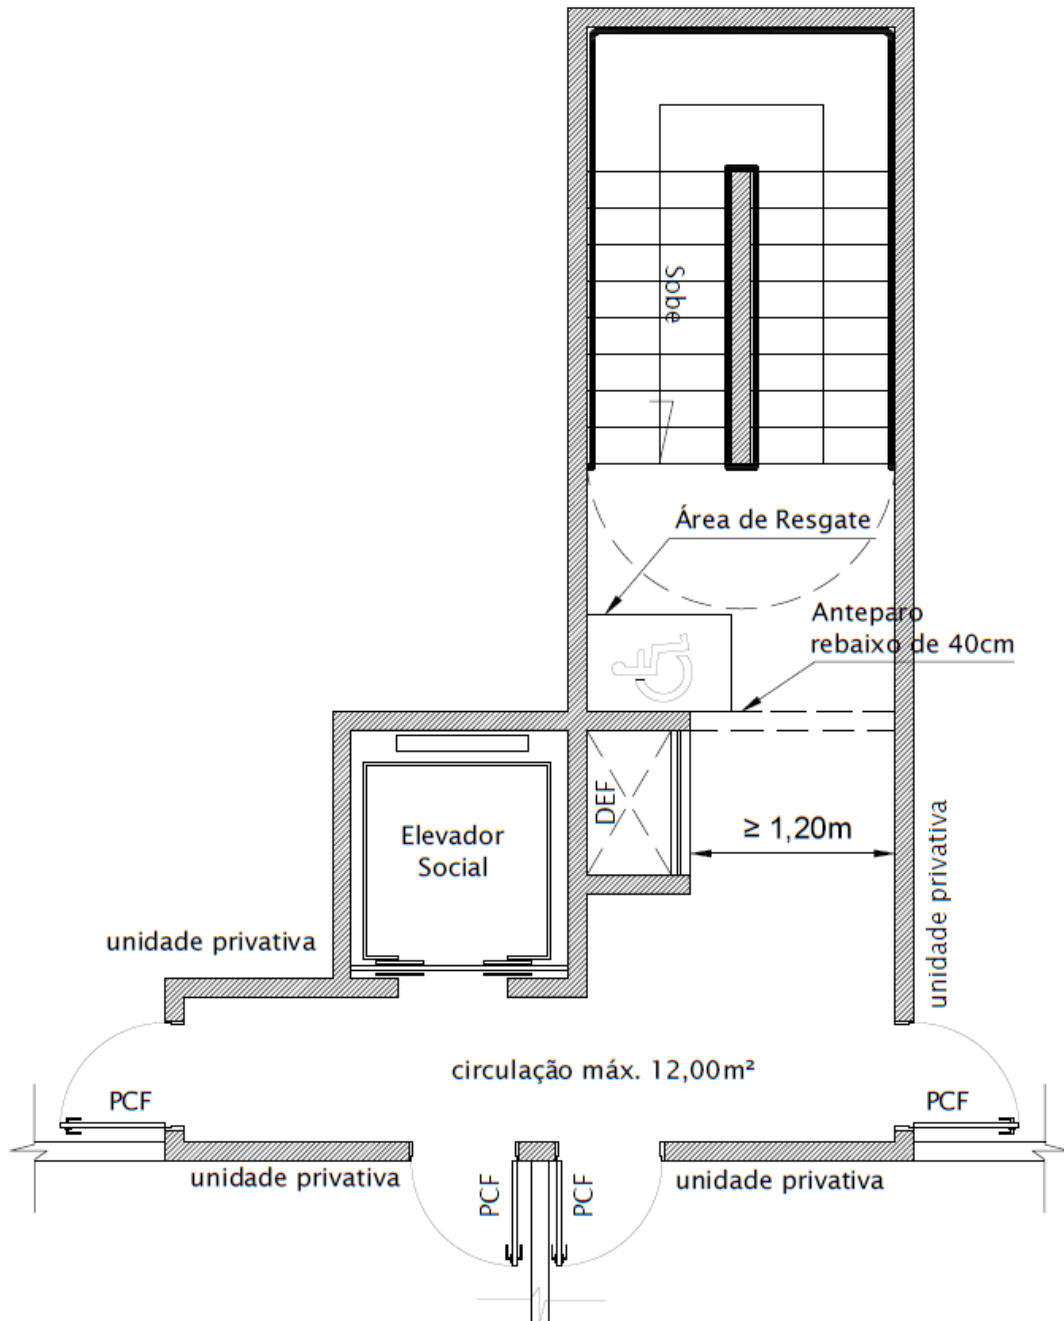 Sobe
Área de Resgate
Anteparo
rebaixo de 40cm
DEF
≥ 1,20m
Elevador
Social
unidade privativa
unidade privativa
circulação máx. 12,00m²
PCF
PCF
unidade privativa
unidade privativa
PCF
PCF